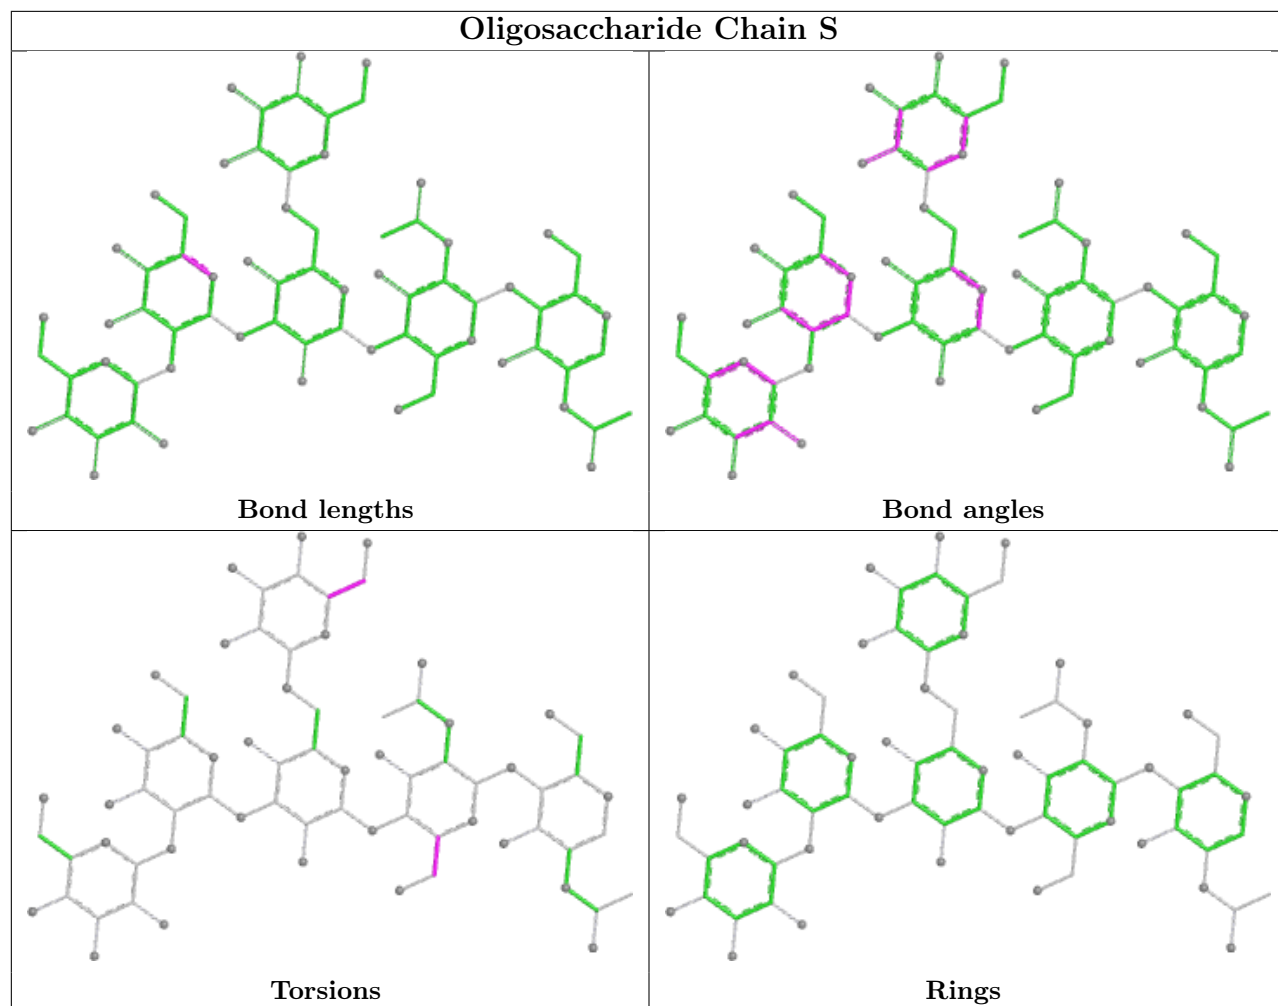 Oligosaccharide Chain S
Bond lengths
Bond angles
Torsions
Rings